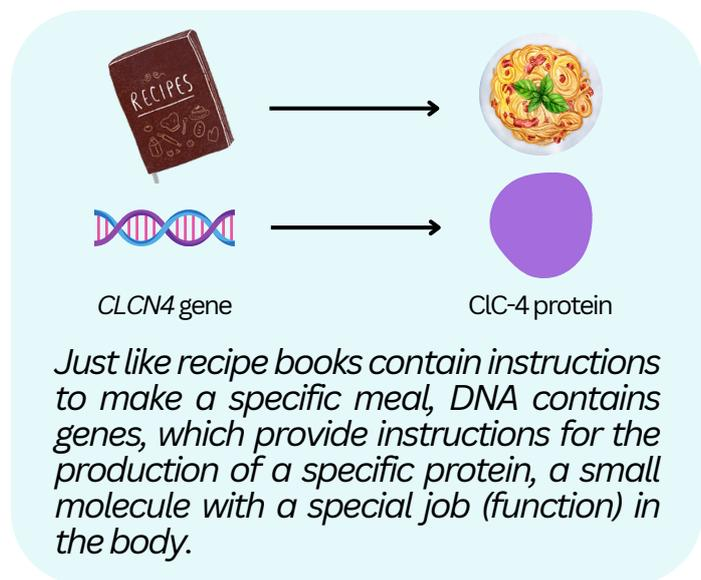 RECIPES
CLCN4 gene
ClC-4 protein
Just like recipe books contain instructions
to make a specific meal, DNA contains
genes, which provide instructions for the
production of a specific protein, a small
molecule with a special job (function) in
the body.